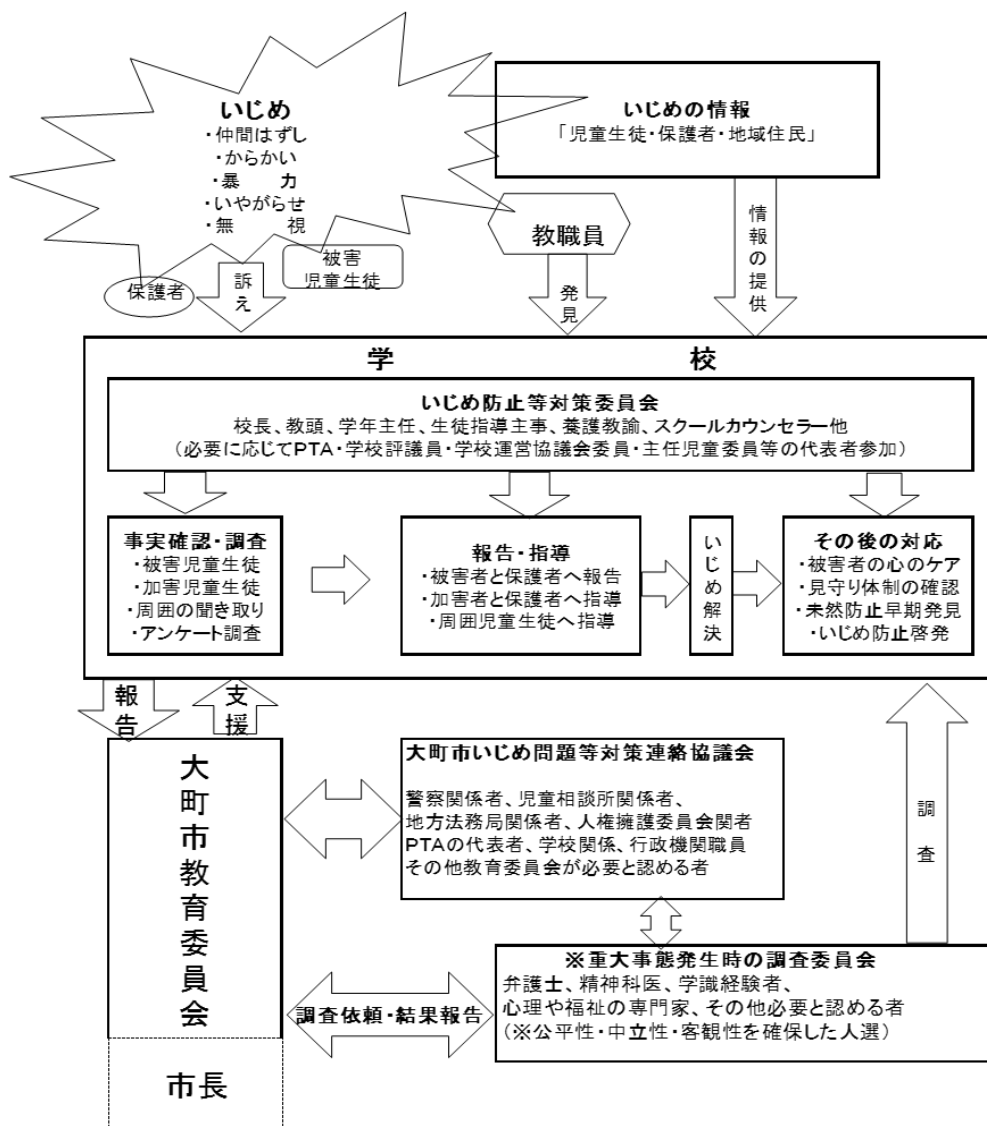 いじめ
・仲間はずし
・からかい
・暴　　力
・いやがらせ
・無　　視
いじめの情報
「児童生徒・保護者・地域住民」
教職員
被害
児童生徒
保護者
訴え
発見
情報の提供
学　校
いじめ防止等対策委員会
校長、教頭、学年主任、生徒指導主事、養護教諭、スクールカウンセラー他
（必要に応じてPTA・学校評議員・学校運営協議会委員・主任児童委員等の代表者参加）
事実確認・調査
・被害児童生徒
・加害児童生徒
・周囲の聞き取り
・アンケート調査
報告・指導
・被害者と保護者へ報告
・加害者と保護者へ指導
・周囲児童生徒へ指導
いじめ解決
その後の対応
・被害者の心のケア
・見守り体制の確認
・未然防止早期発見
・いじめ防止啓発
報告
支援
大町市教育委員会
市長
大町市いじめ問題等対策連絡協議会
警察関係者、児童相談所関係者、
地方法務局関係者、人権擁護委員会関者
PTAの代表者、学校関係、行政機関職員
その他教育委員会が必要と認める者
調査
※重大事態発生時の調査委員会
弁護士、精神科医、学識経験者、
心理や福祉の専門家、その他必要と認める者
（※公平性・中立性・客観性を確保した人選）
調査依頼・結果報告